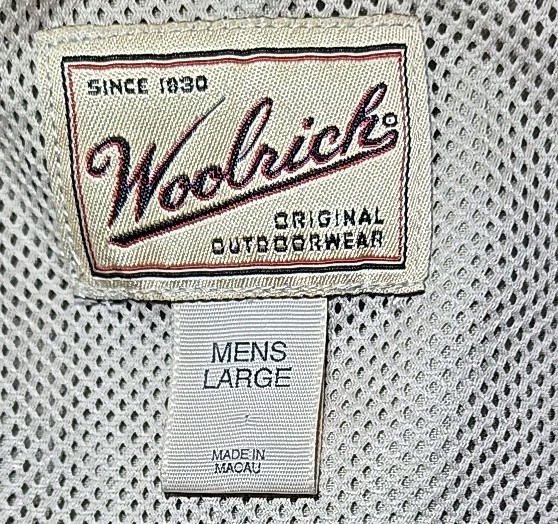 SINCE 1830
Woolrich®
ORIGINAL
OUTDOORWEAR
MENS
LARGE
MADE IN
MACAU